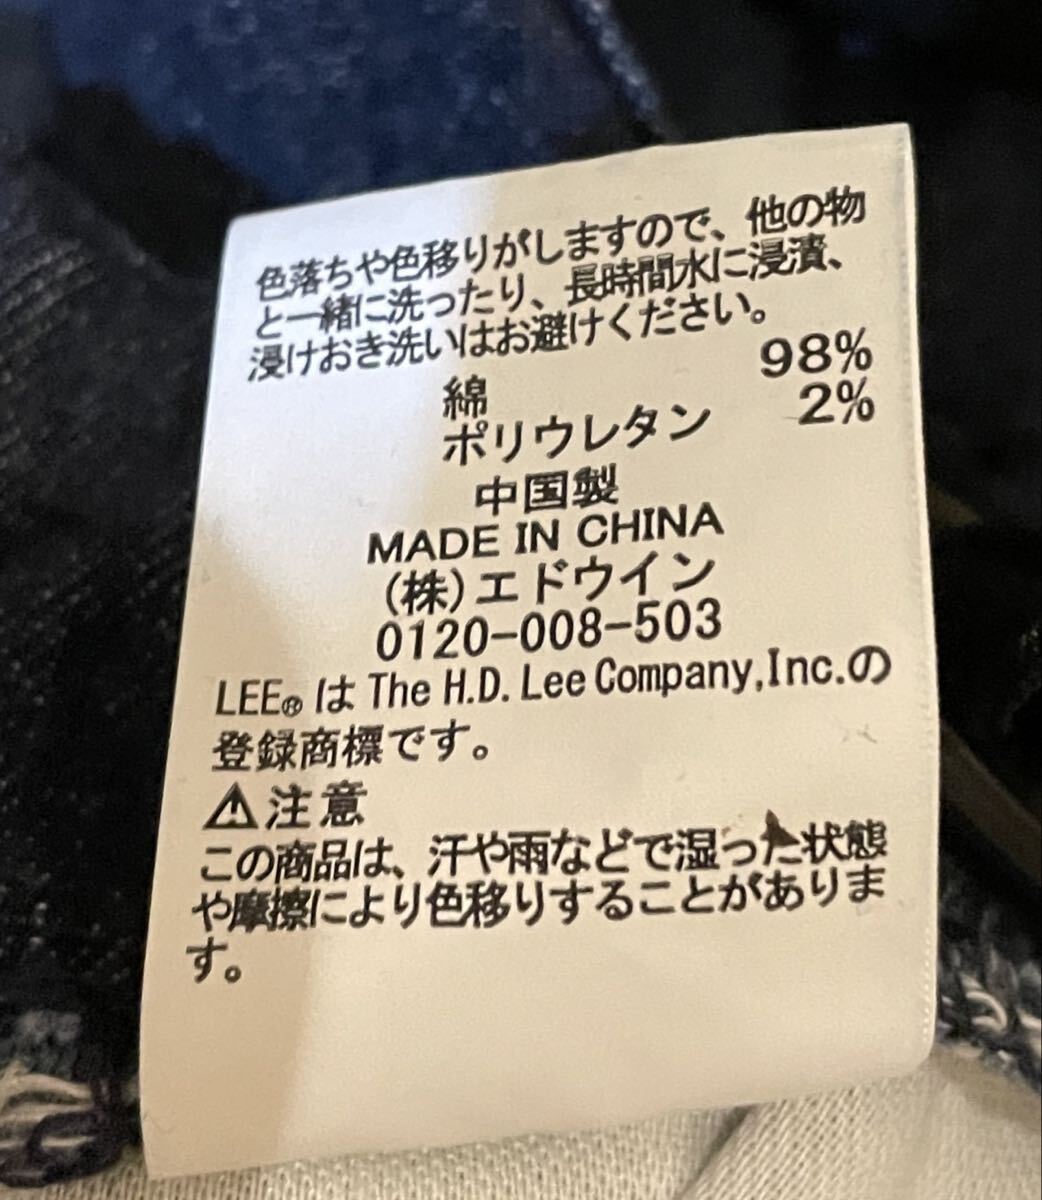 色落ちや色移りがしますので、他の物
と一緒に洗ったり、長時間水に浸漬、
浸けおき洗いはお避けください。
綿 98%
ポリウレタン 2%
中国製
MADE IN CHINA
(株)エドウイン
0120-008-503
LEE® は The H.D. Lee Company,Inc.の
登録商標です。
⚠注意
この商品は、汗や雨などで湿った状態
や摩擦により色移りすることがありま
す。